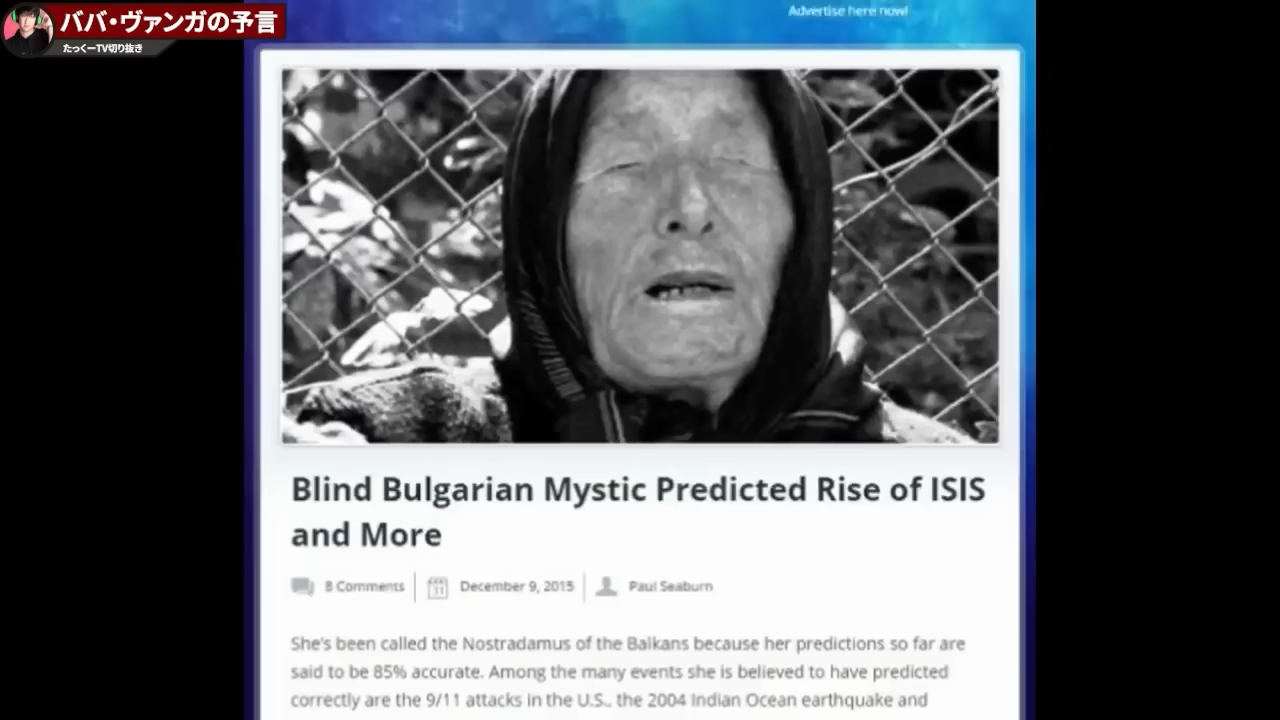 ババ・ヴァンガの予言
たっくーTV切り抜き
Advertise here now!
Blind Bulgarian Mystic Predicted Rise of ISIS
and More
8 Comments
31
December 9, 2015
Paul Seaburn
She's been called the Nostradamus of the Balkans because her predictions so far are
said to be 85% accurate. Among the many events she is believed to have predicted
correctly are the 9/11 attacks in the U.S., the 2004 Indian Ocean earthquake and